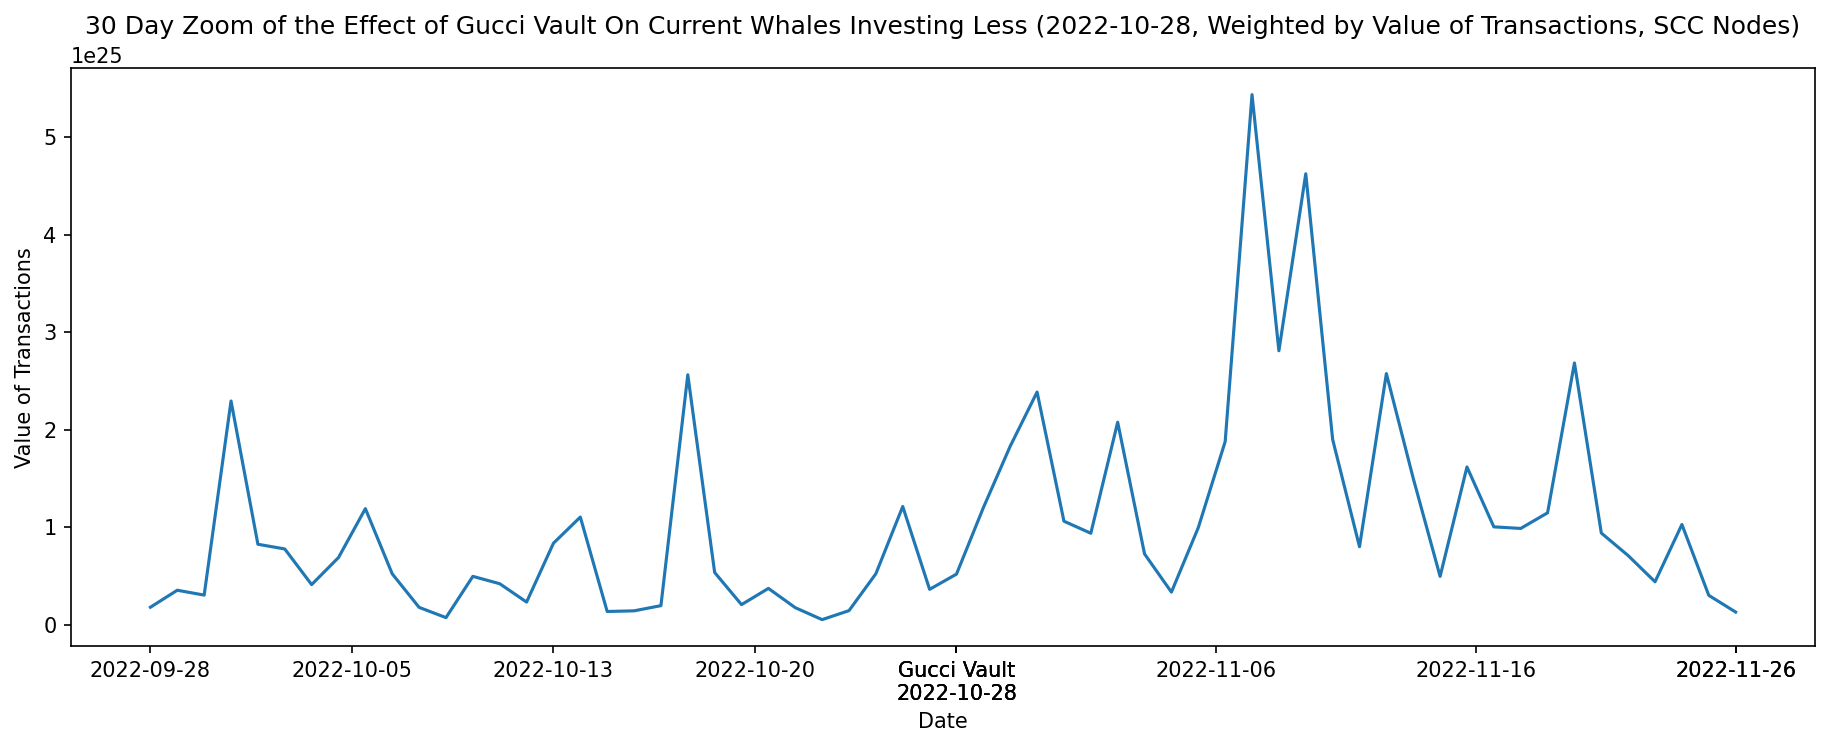 30 Day Zoom of the Effect of Gucci Vault On Current Whales Investing Less (2022-10-28, Weighted by Value of Transactions, SCC Nodes)
1e25
5
4
3
2
1
0
Value of Transactions
2022-09-28
2022-10-05
2022-10-13
2022-10-20
Gucci Vault
2022-10-28
2022-11-06
2022-11-16
2022-11-26
Date